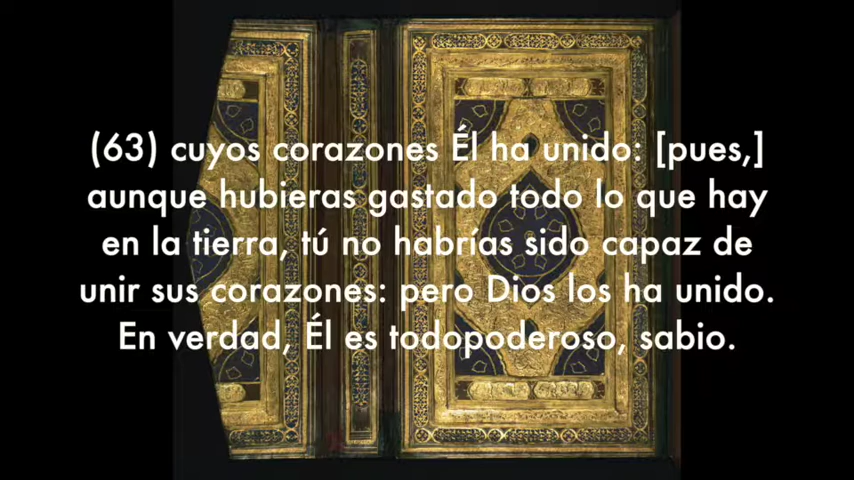 (63) cuyos corazones Él ha unido: [pues,]
aunque hubieras gastado todo lo que hay
en la tierra, tú no habrías sido capaz de
unir sus corazones: pero Dios los ha unido.
En verdad, Él es todopoderoso, sabio.